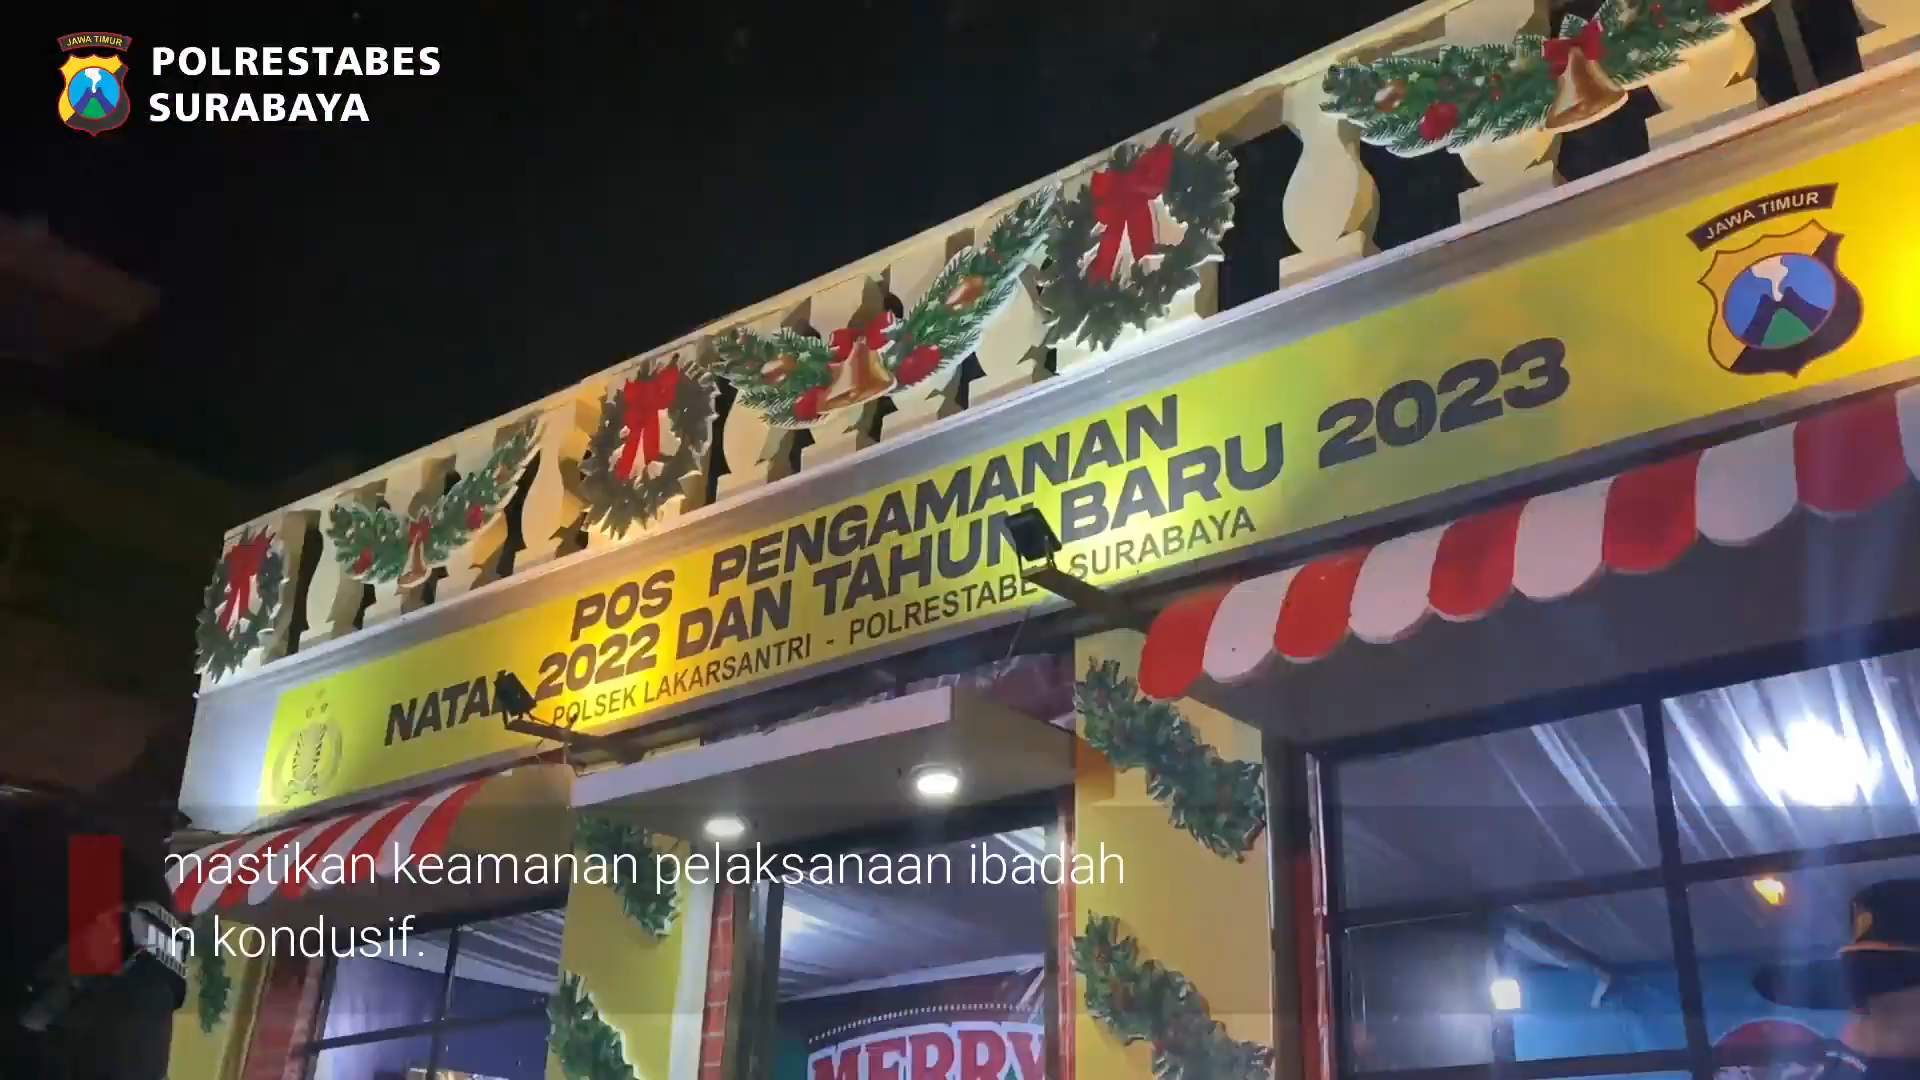 JAWA TIMUR
POLRESTABES
SURABAYA
JAWA TIMUR
POS PENGAMANAN
NATAL 2022 DAN TAHUN BARU 2023
POLSEK LAKARSANTRI - POLRESTABES SURABAYA
mastikan keamanan pelaksanaan ibadah
n kondusif.
MERRY